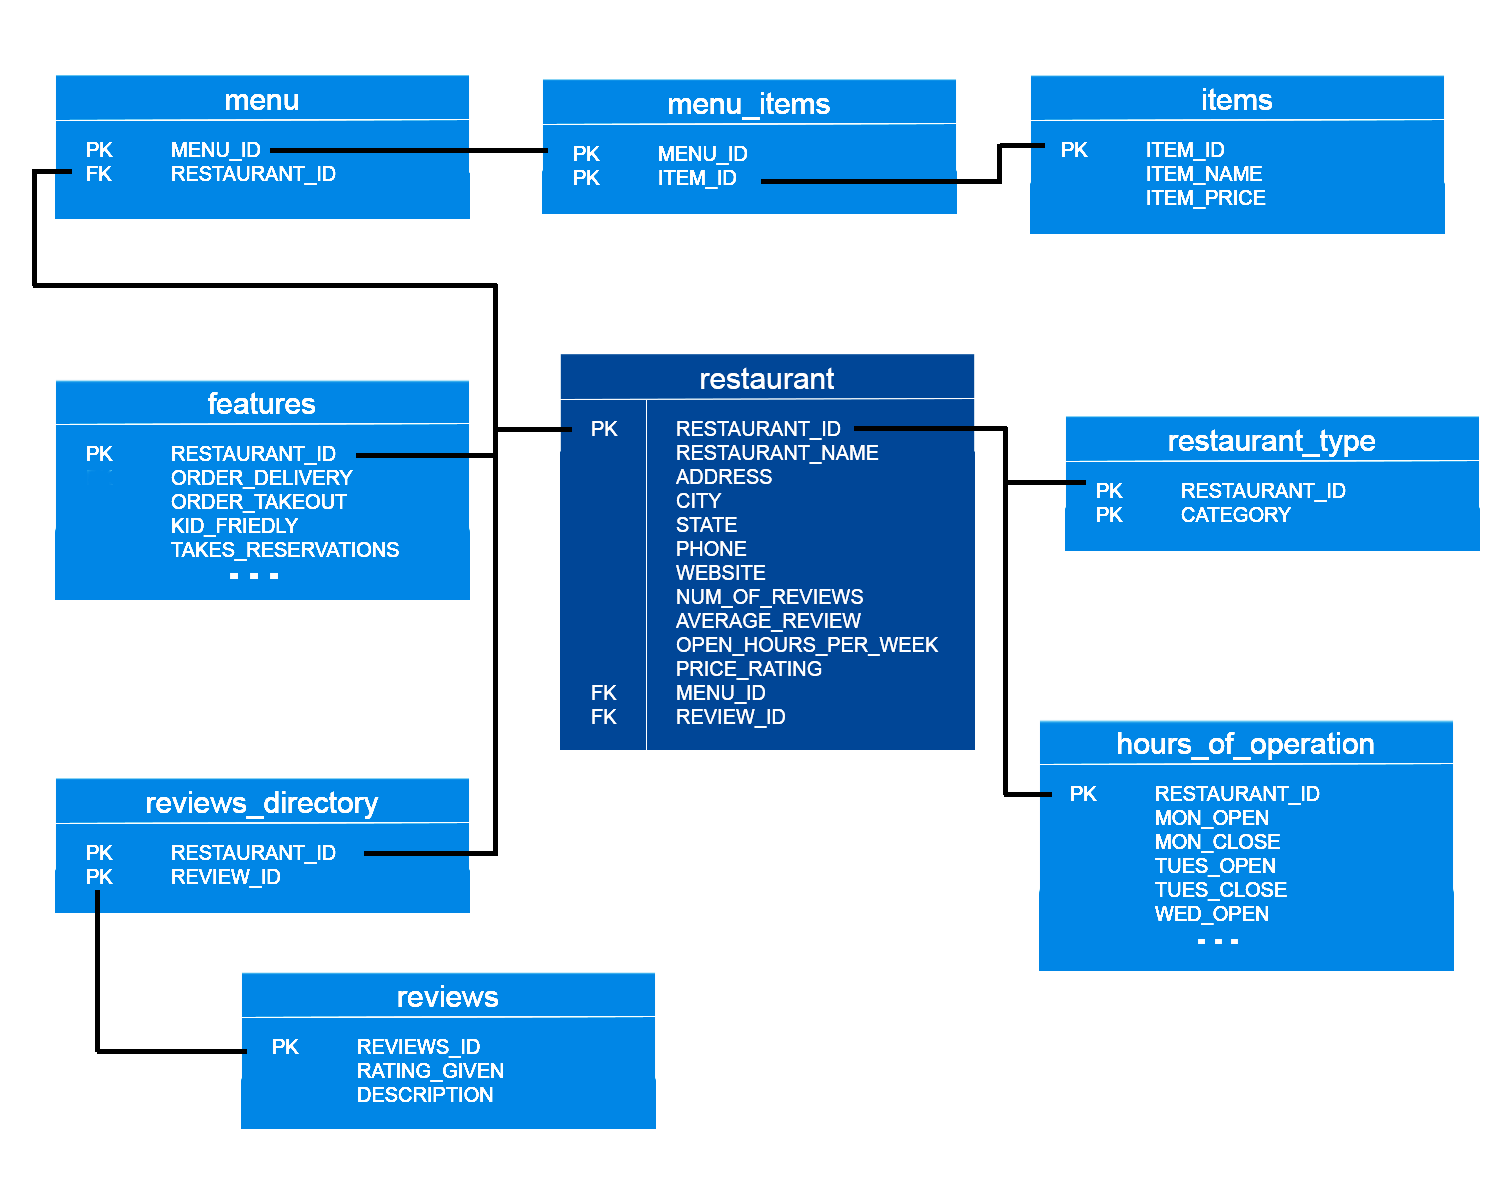 menu
PK MENU_ID
FK RESTAURANT_ID
menu_items
PK MENU_ID
PK ITEM_ID
items
PK ITEM_ID
ITEM_NAME
ITEM_PRICE
features
PK RESTAURANT_ID
ORDER_DELIVERY
ORDER_TAKEOUT
KID_FRIEDLY
TAKES_RESERVATIONS
...
restaurant
PK RESTAURANT_ID
RESTAURANT_NAME
ADDRESS
CITY
STATE
PHONE
WEBSITE
NUM_OF_REVIEWS
AVERAGE_REVIEW
OPEN_HOURS_PER_WEEK
PRICE_RATING
FK MENU_ID
FK REVIEW_ID
restaurant_type
PK RESTAURANT_ID
PK CATEGORY
hours_of_operation
PK RESTAURANT_ID
MON_OPEN
MON_CLOSE
TUES_OPEN
TUES_CLOSE
WED_OPEN
...
reviews_directory
PK RESTAURANT_ID
PK REVIEW_ID
reviews
PK REVIEWS_ID
RATING_GIVEN
DESCRIPTION